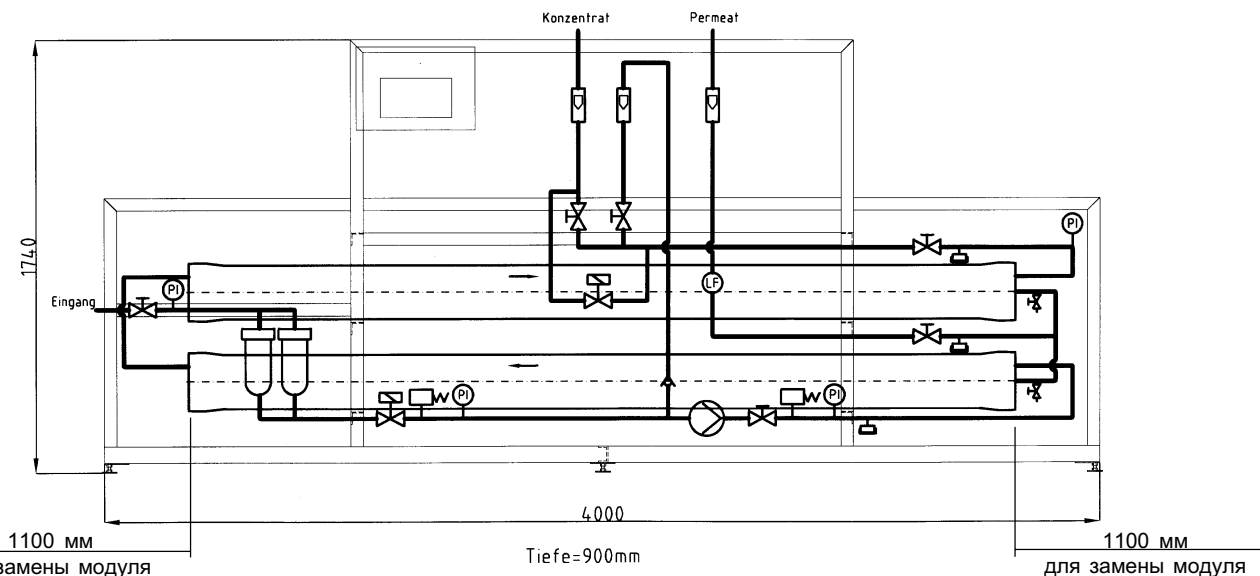 Konzentrat
Permeat
1740
PI
Eingang
PI
LF
PI
PI
4000
Tiefe=900mm
1100 мм
замены модуля
1100 мм
для замены модуля